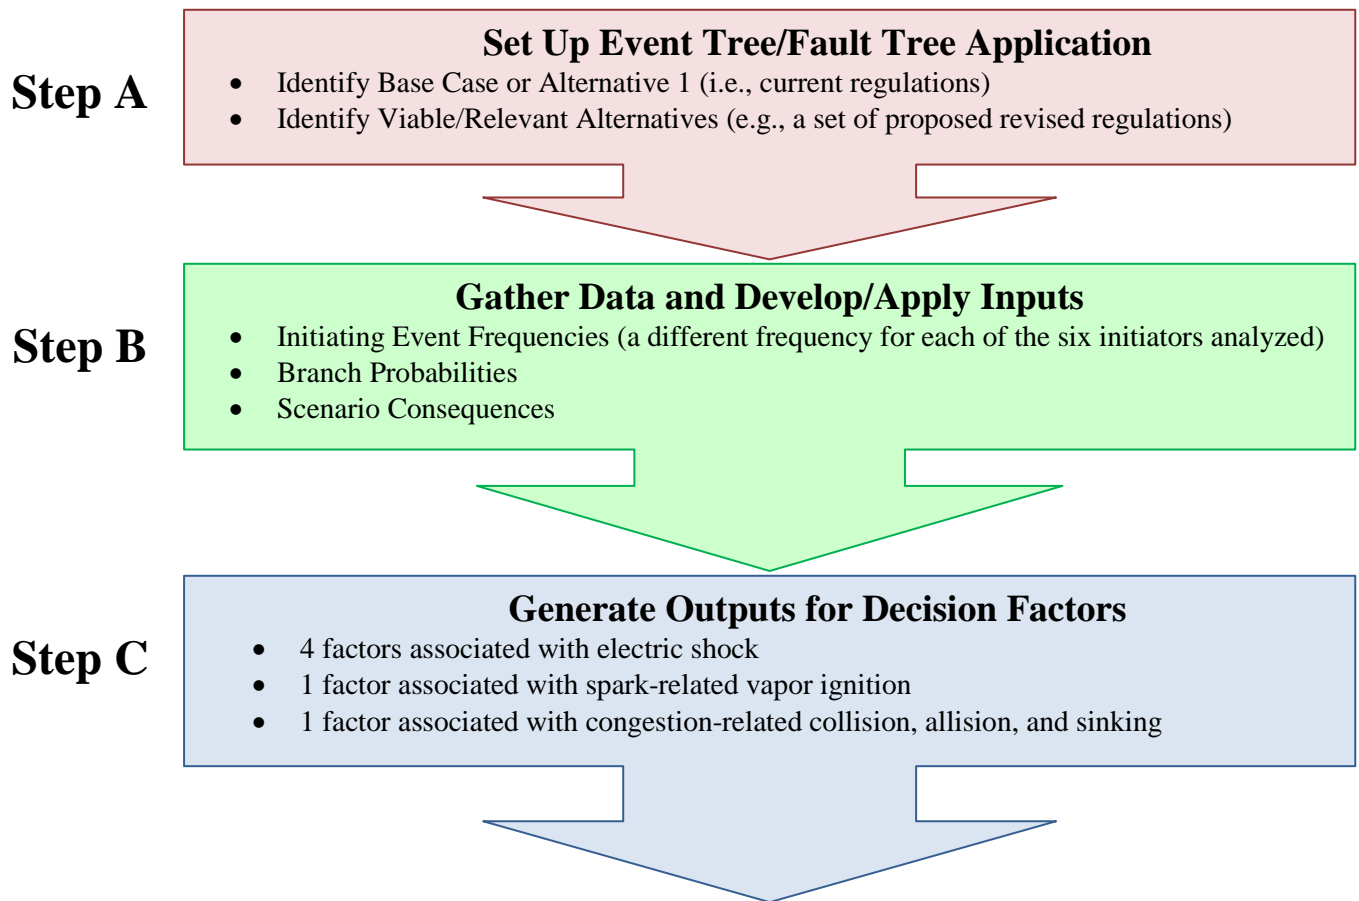 Step A
Set Up Event Tree/Fault Tree Application
• Identify Base Case or Alternative 1 (i.e., current regulations)
• Identify Viable/Relevant Alternatives (e.g., a set of proposed revised regulations)
Step B
Gather Data and Develop/Apply Inputs
• Initiating Event Frequencies (a different frequency for each of the six initiators analyzed)
• Branch Probabilities
• Scenario Consequences
Step C
Generate Outputs for Decision Factors
• 4 factors associated with electric shock
• 1 factor associated with spark-related vapor ignition
• 1 factor associated with congestion-related collision, allision, and sinking